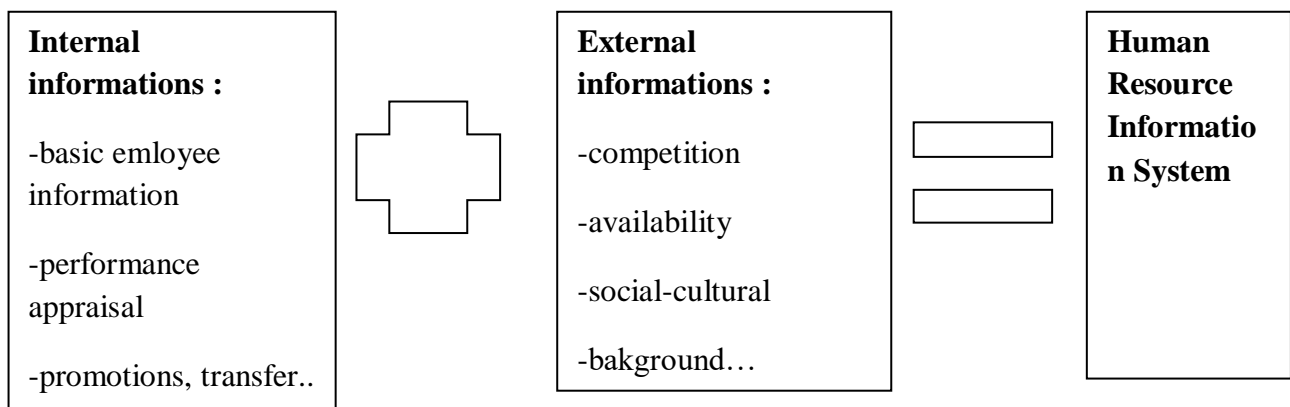 Internal
informations :
-basic emloyee
information
-performance
appraisal
-promotions, transfer..
External
informations :
-competition
-availability
-social-cultural
-bakground…
Human
Resource
Informatio
n System